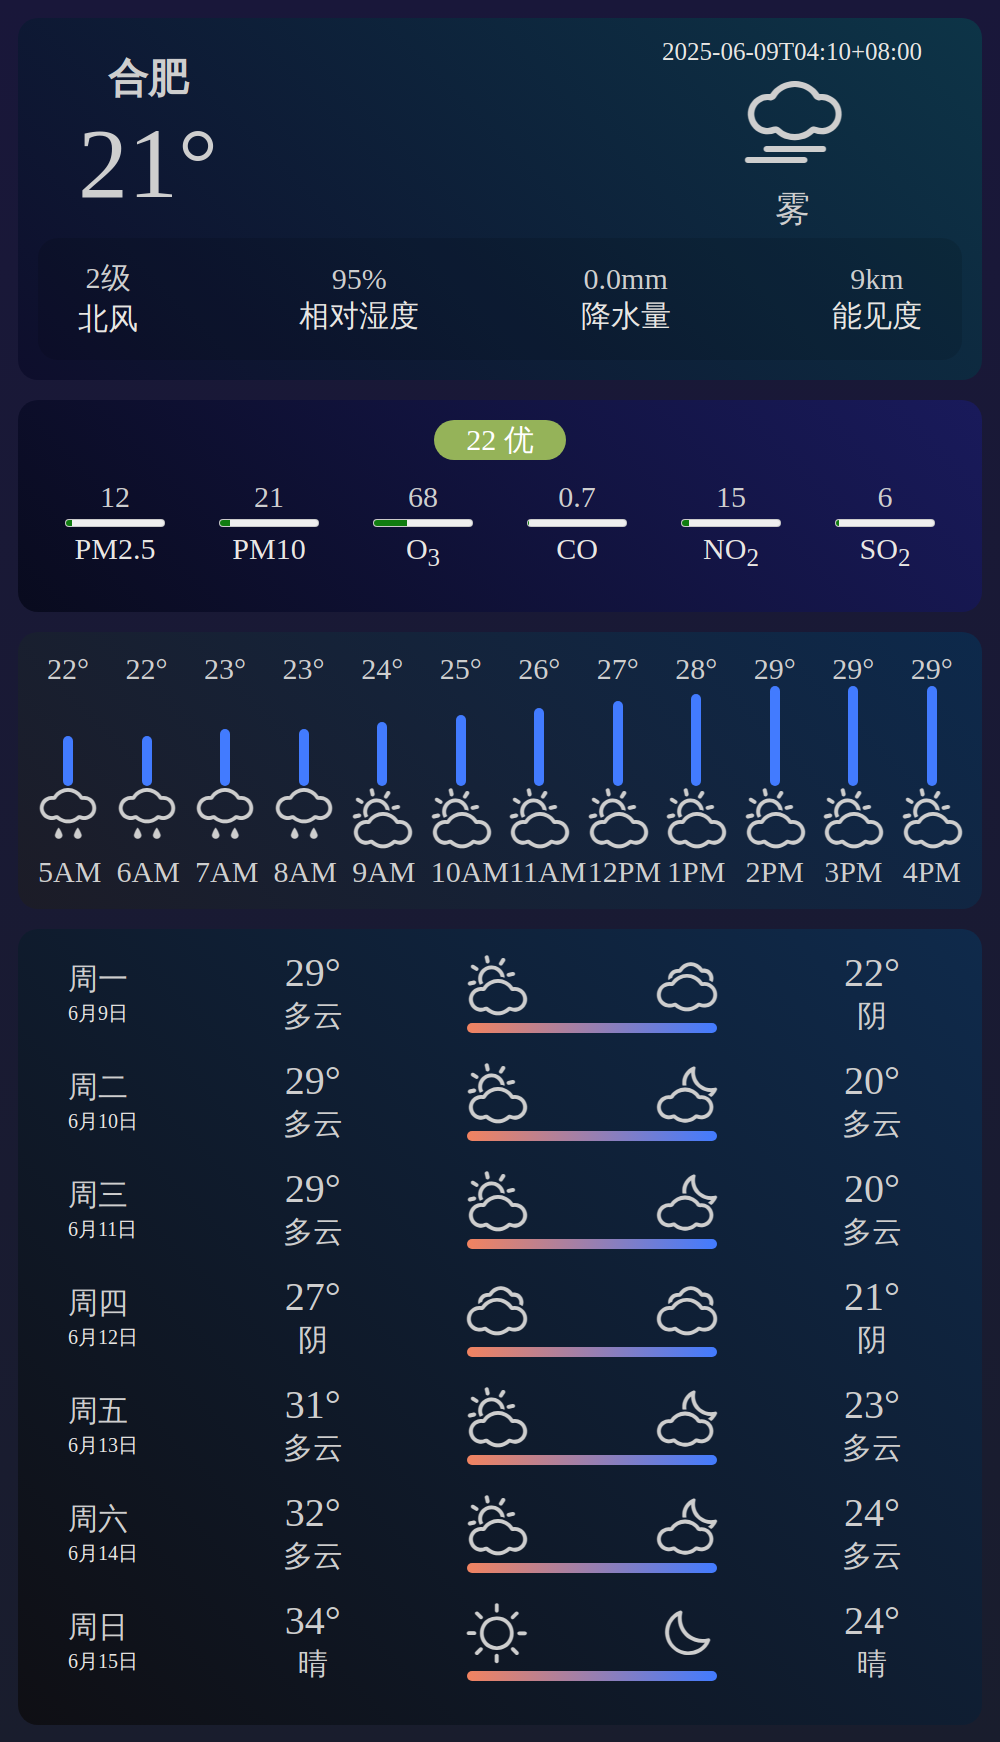 合肥
21°
2025-06-09T04:10+08:00
雾
2级 95% 0.0mm 9km
北风 相对湿度 降水量 能见度
22 优
12 21 68 0.7 15 6
PM2.5 PM10 O3 CO NO2 SO2
22° 22° 23° 23° 24° 25° 26° 27° 28° 29° 29° 29°
5AM 6AM 7AM 8AM 9AM 10AM 11AM 12PM 1PM 2PM 3PM 4PM
周一 29° 22°
6月9日 多云 阴
周二 29° 20°
6月10日 多云 多云
周三 29° 20°
6月11日 多云 多云
周四 27° 21°
6月12日 阴 阴
周五 31° 23°
6月13日 多云 多云
周六 32° 24°
6月14日 多云 多云
周日 34° 24°
6月15日 晴 晴